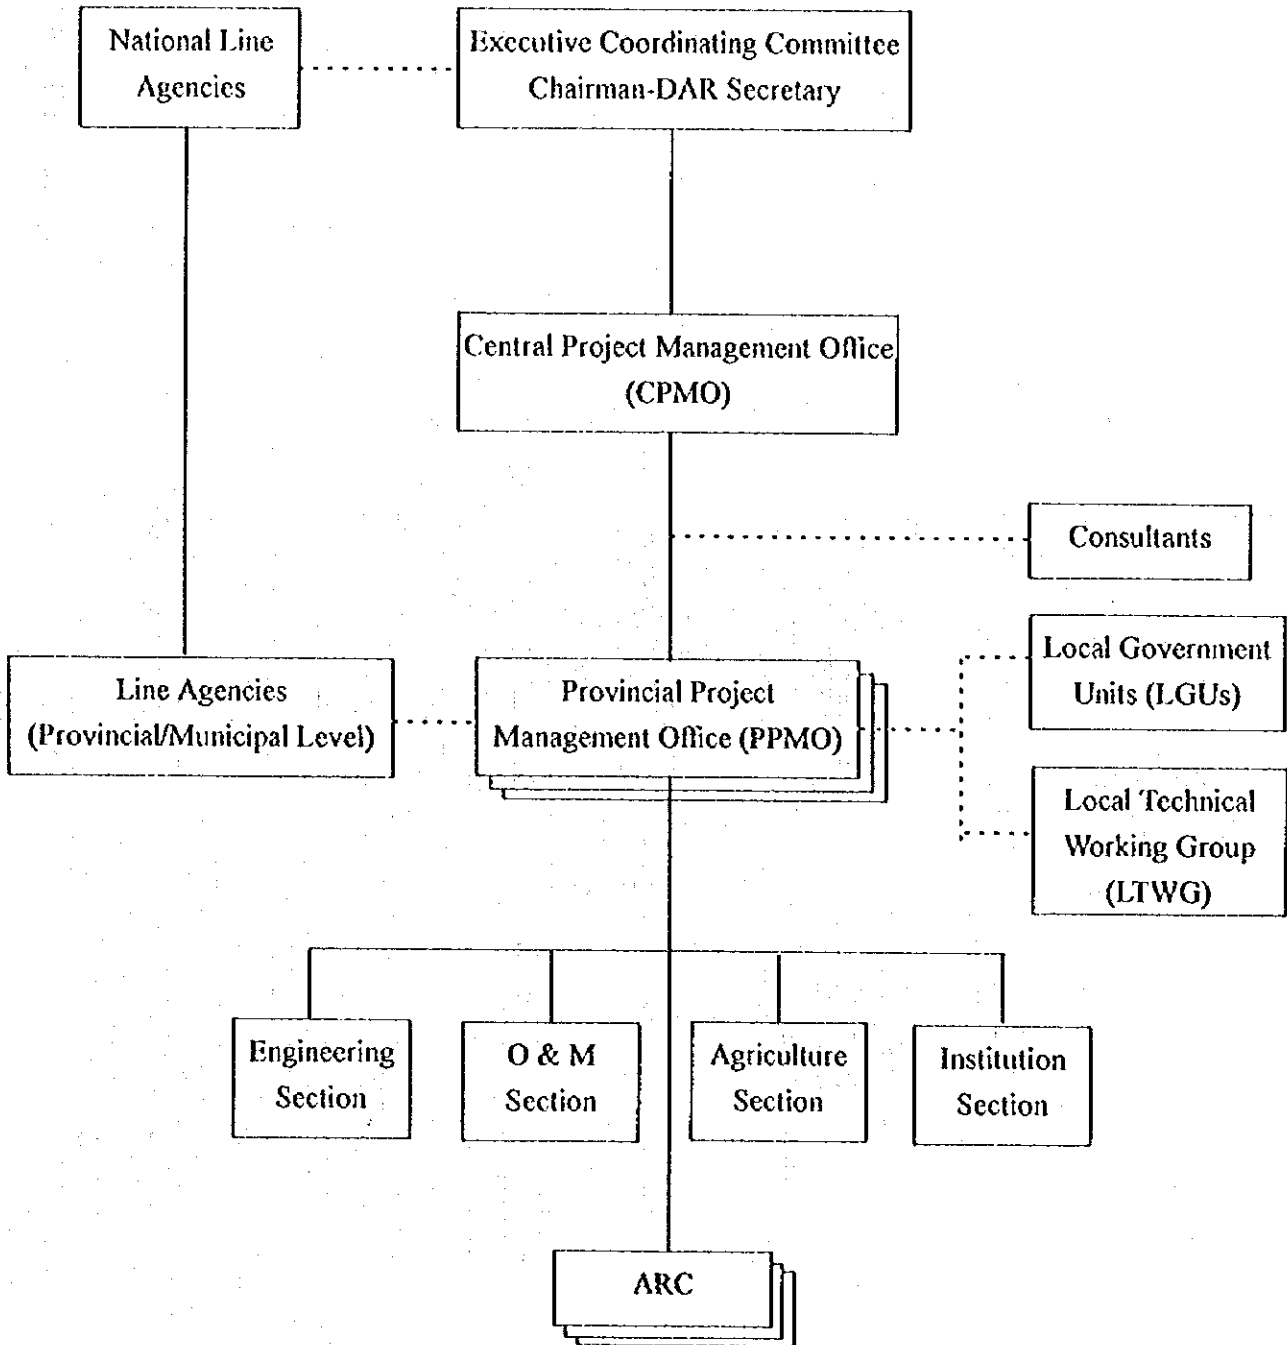 National Line
Agencies
Executive Coordinating Committee
Chairman-DAR Secretary
Central Project Management Office
(CPMO)
Consultants
Line Agencies
(Provincial/Municipal Level)
Provincial Project
Management Office (PPMO)
Local Government
Units (LGUs)
Local Technical
Working Group
(LTWG)
Engineering
Section
O & M
Section
Agriculture
Section
Institution
Section
ARC